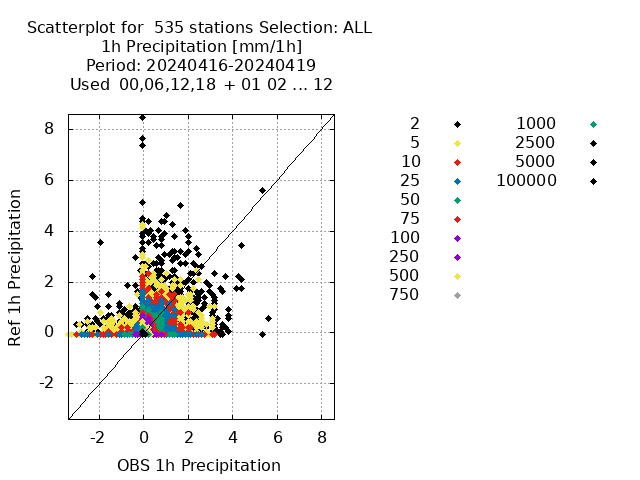 Scatterplot for  535 stations Selection: ALL
1h Precipitation [mm/1h]
Period: 20240416-20240419
Used  00,06,12,18  + 01 02 ... 12
Ref 1h Precipitation
8
6
4
2
0
-2
-2 0 2 4 6 8
OBS 1h Precipitation
2
5
10
25
50
75
100
250
500
750
1000
2500
5000
100000